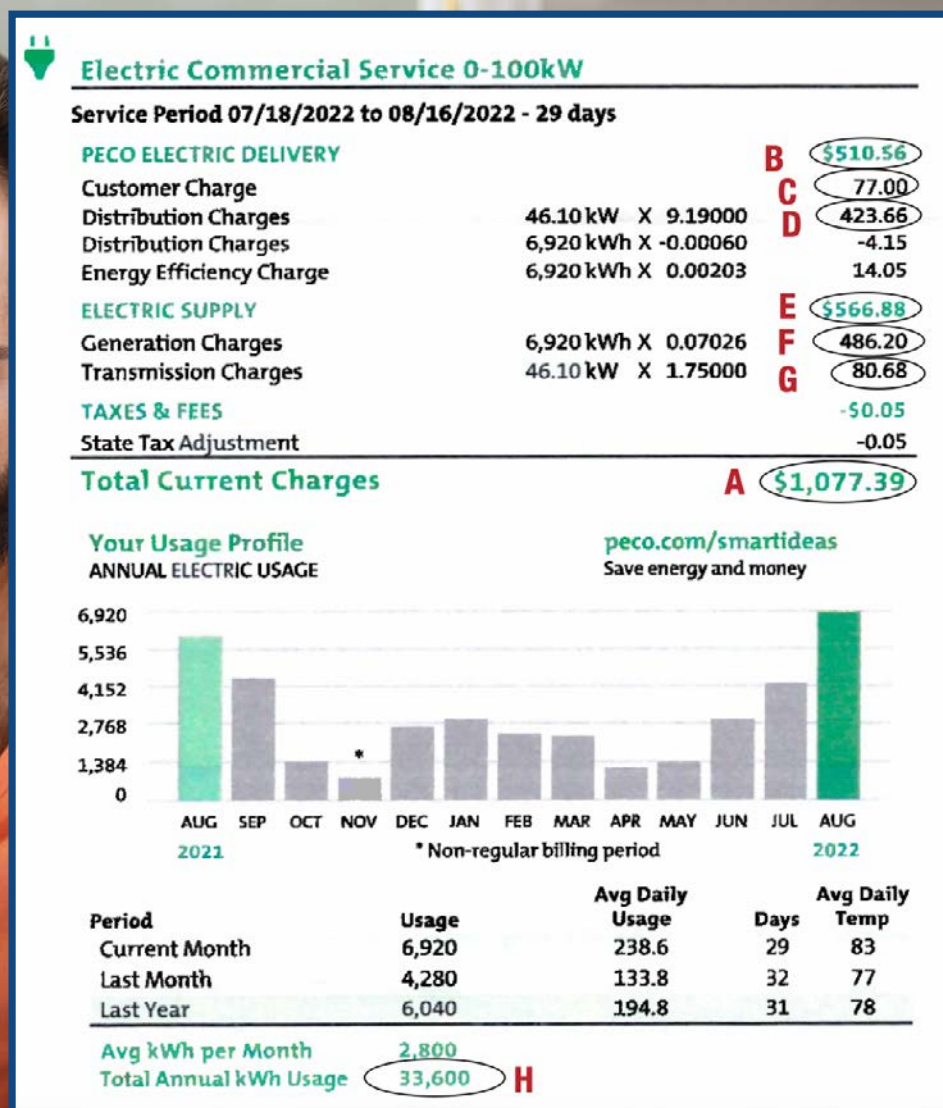 Electric Commercial Service 0-100kW
Service Period 07/18/2022 to 08/16/2022 - 29 days
PECO ELECTRIC DELIVERY B $510.56
Customer Charge C 77.00
Distribution Charges 46.10 kW X 9.19000 D 423.66
Distribution Charges 6,920 kWh X -0.00060 -4.15
Energy Efficiency Charge 6,920 kWh X 0.00203 14.05
ELECTRIC SUPPLY E $566.88
Generation Charges 6,920 kWh X 0.07026 F 486.20
Transmission Charges 46.10 kW X 1.75000 G 80.68
TAXES & FEES -$0.05
State Tax Adjustment -0.05
Total Current Charges A $1,077.39
Your Usage Profile peco.com/smartideas
ANNUAL ELECTRIC USAGE Save energy and money
6,920
5,536
4,152
2,768
1,384
0
*
AUG SEP OCT NOV DEC JAN FEB MAR APR MAY JUN JUL AUG
2021 * Non-regular billing period 2022
Avg Daily Avg Daily
Period Usage Usage Days Temp
Current Month 6,920 238.6 29 83
Last Month 4,280 133.8 32 77
Last Year 6,040 194.8 31 78
Avg kWh per Month 2,800
Total Annual kWh Usage 33,600 H